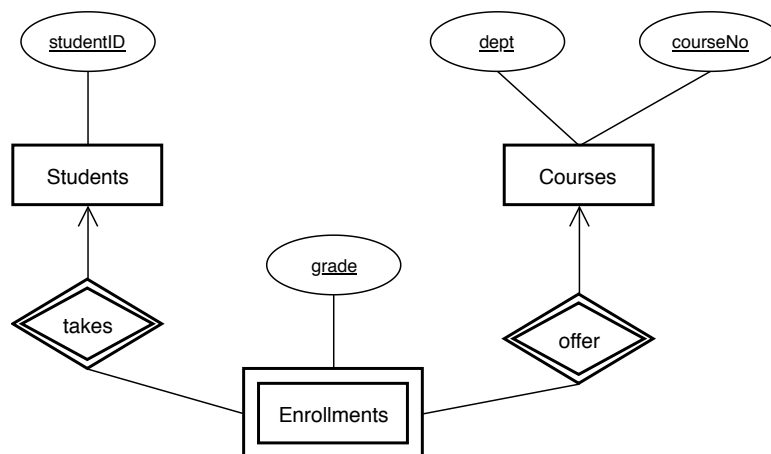 studentID
dept
courseNo
Students
Courses
grade
takes
offer
Enrollments